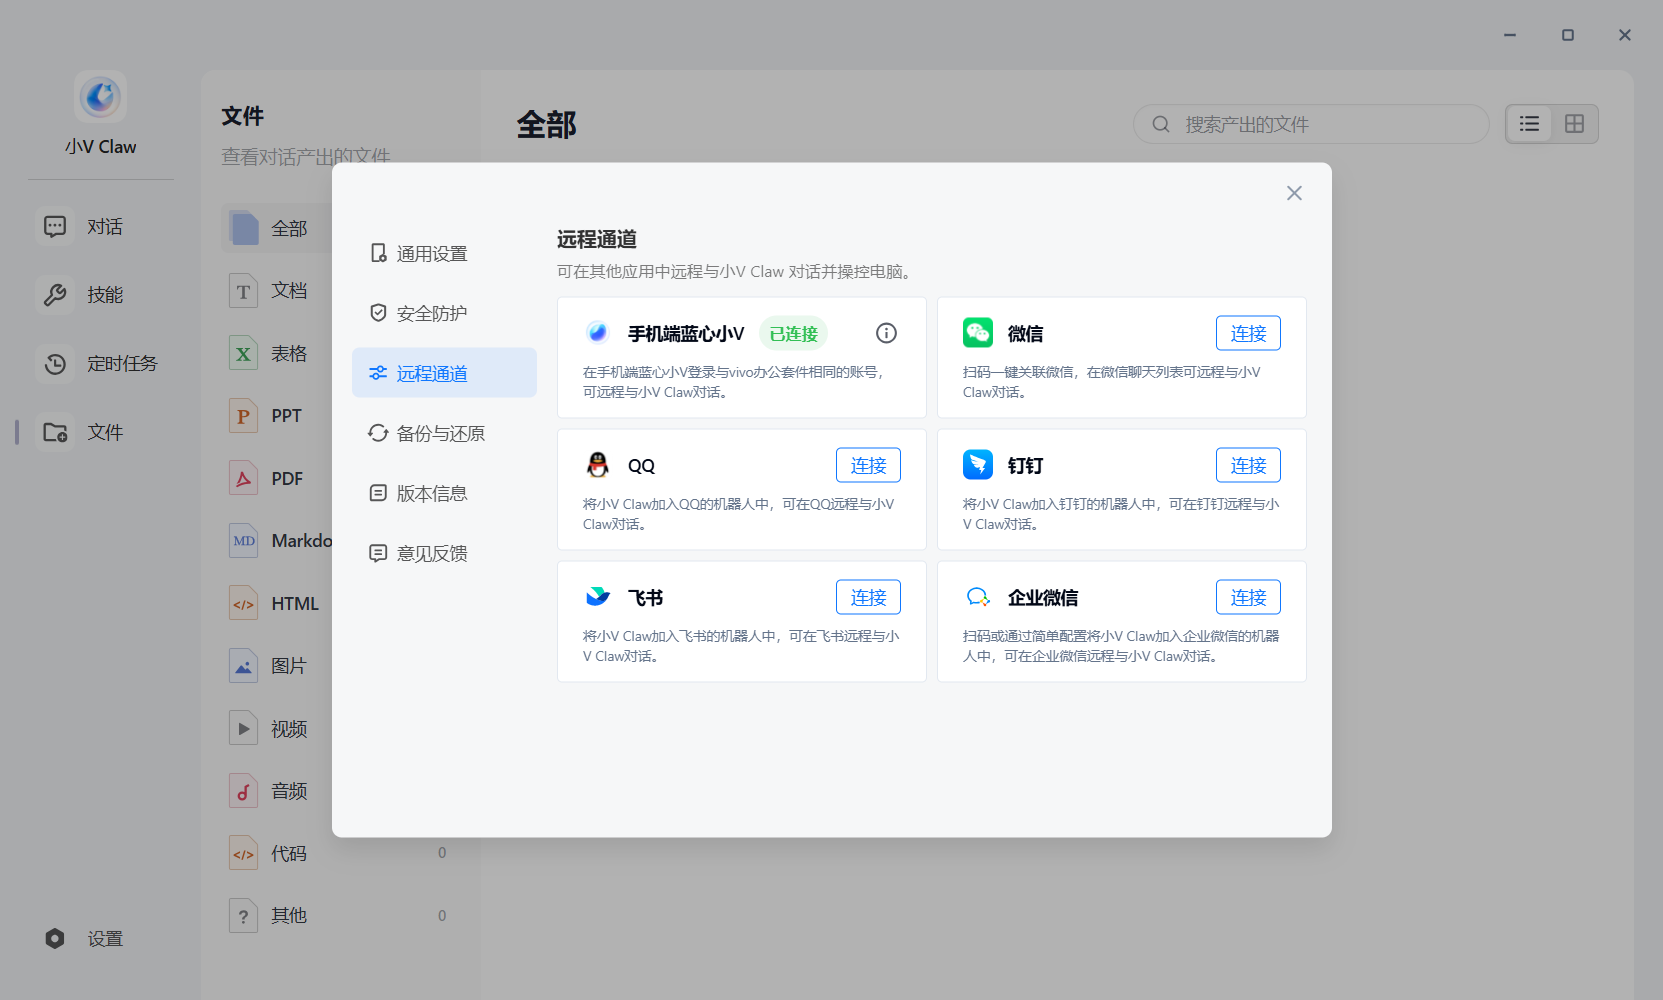 小V Claw
对话
技能
定时任务
文件
设置
文件
查看对话产出的文件
全部
文档
表格
PPT
PDF
Markdo
HTML
图片
视频
音频
代码
0
其他
0
全部
搜索产出的文件
通用设置
安全防护
远程通道
备份与还原
版本信息
意见反馈
远程通道
可在其他应用中远程与小V Claw 对话并操控电脑。
手机端蓝心小V
已连接
在手机端蓝心小V登录与vivo办公套件相同的账号，
可远程与小V Claw对话。
微信
连接
扫码一键关联微信，在微信聊天列表可远程与小V
Claw对话。
QQ
连接
将小V Claw加入QQ的机器人中，可在QQ远程与小V
Claw对话。
钉钉
连接
将小V Claw加入钉钉的机器人中，可在钉钉远程与小
V Claw对话。
飞书
连接
将小V Claw加入飞书的机器人中，可在飞书远程与小
V Claw对话。
企业微信
连接
扫码或通过简单配置将小V Claw加入企业微信的机器
人中，可在企业微信远程与小V Claw对话。